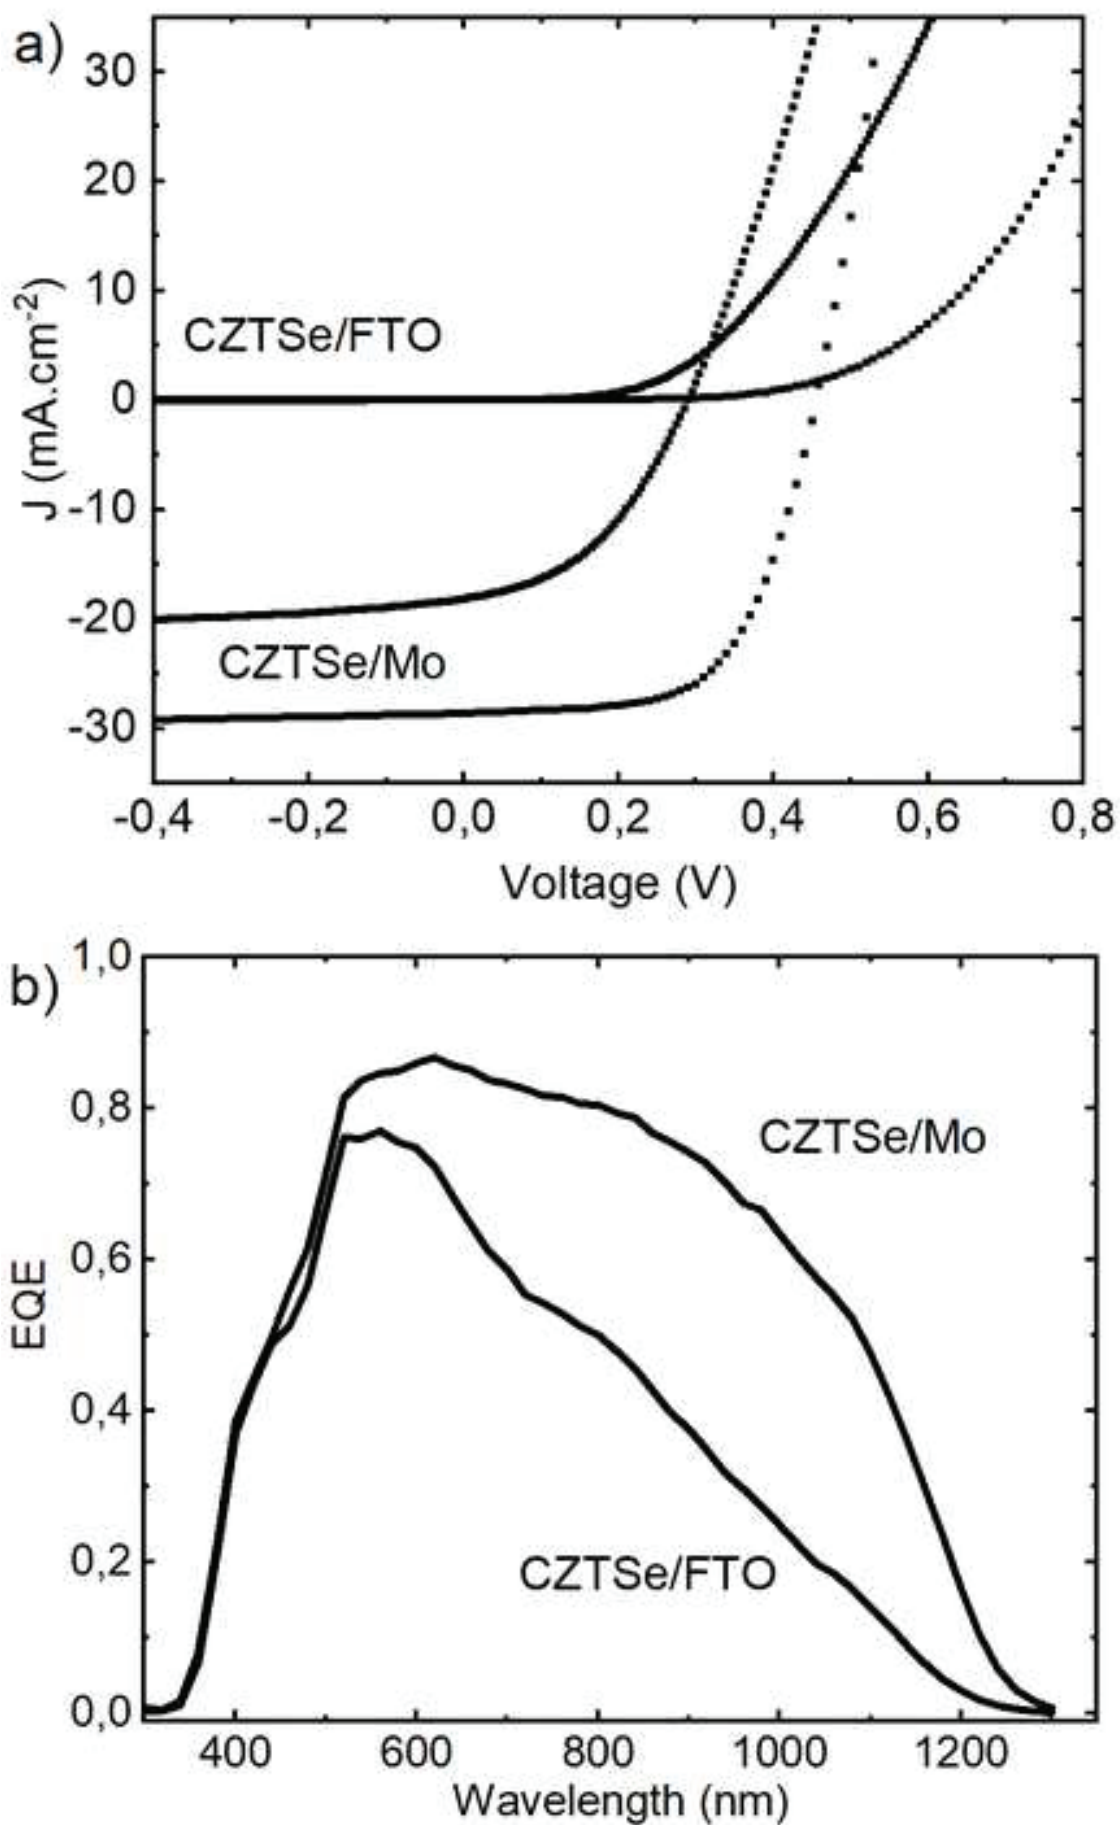 a)
30
20
10
0
-10
-20
-30
J (mA.cm-2)
CZTSe/FTO
CZTSe/Mo
-0,4 -0,2 0,0 0,2 0,4 0,6 0,8
Voltage (V)
b)
1,0
0,8
0,6
0,4
0,2
0,0
EQE
CZTSe/Mo
CZTSe/FTO
400 600 800 1000 1200
Wavelength (nm)